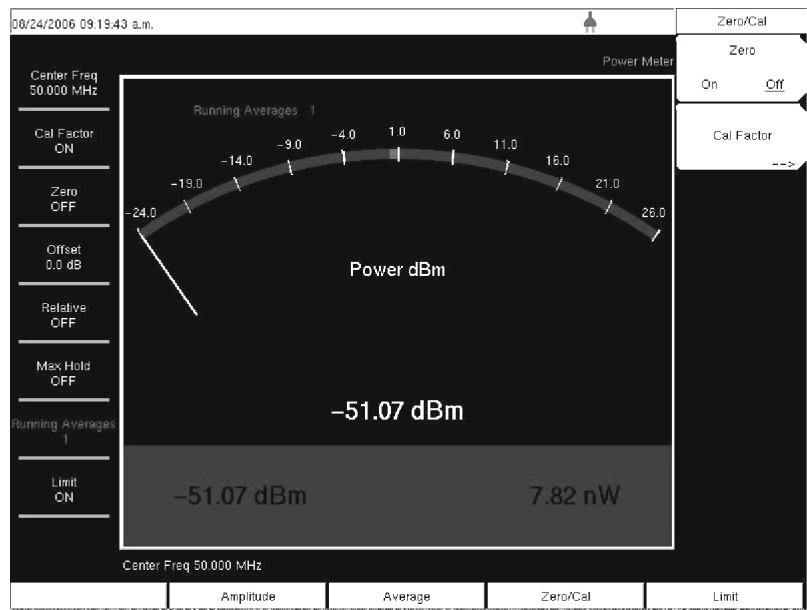 08/24/2006 09:19:43 a.m.
Zero/Cal
Power Meter
Zero
On Off
Cal Factor
-->
Center Freq
50.000 MHz
Cal Factor
ON
Zero
OFF
Offset
0.0 dB
Relative
OFF
Max Hold
OFF
Running Averages
1
Limit
ON
Running Averages 1
-24.0
-19.0
-14.0
-9.0
-4.0
1.0
6.0
11.0
16.0
21.0
26.0
Power dBm
-51.07 dBm
-51.07 dBm 7.82 nW
Center Freq 50.000 MHz
Amplitude Average Zero/Cal Limit